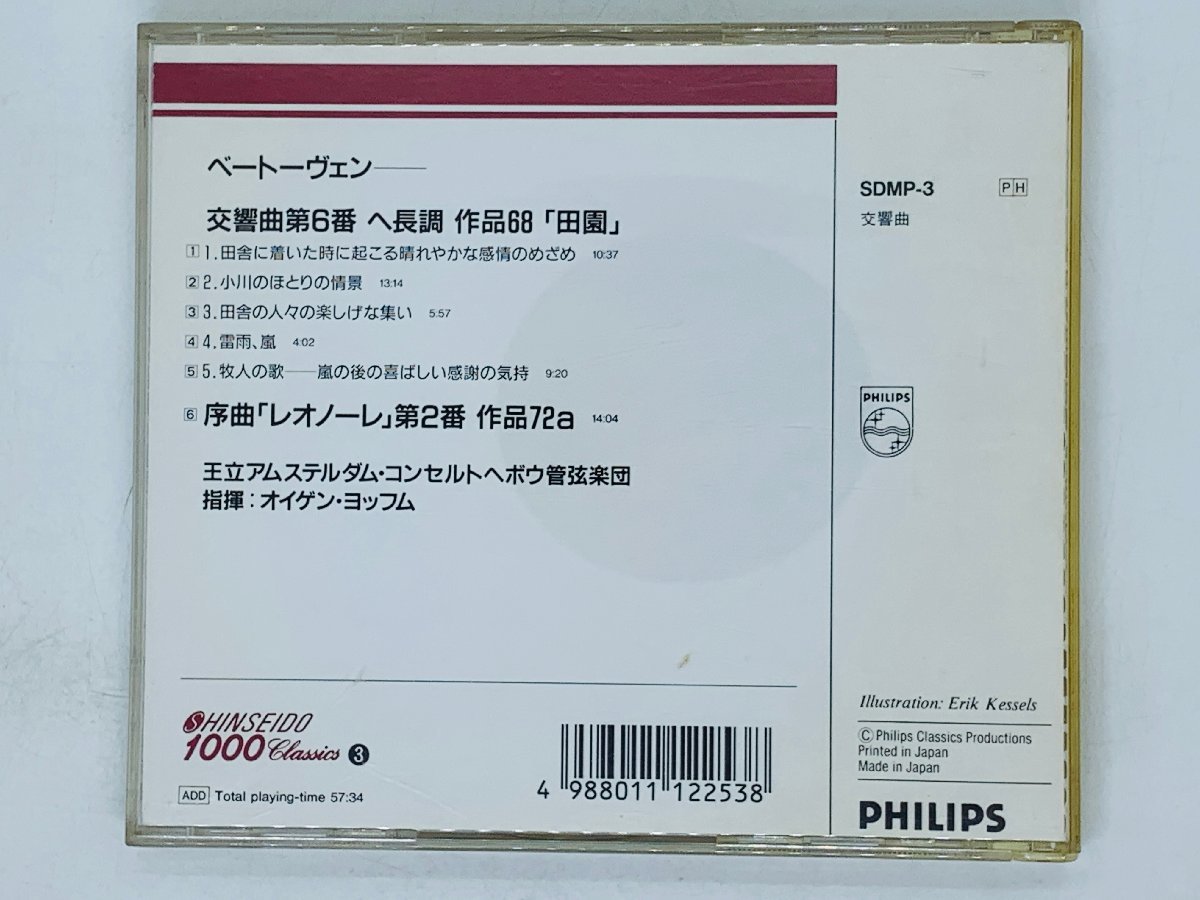 ベートーヴェン——
交響曲第6番 ヘ長調 作品68「田園」
1 1.田舎に着いた時に起こる晴れやかな感情のめざめ 10:37
2 2.小川のほとりの情景 13:14
3 3.田舎の人々の楽しげな集い 5:57
4 4.雷雨、嵐 4:02
5 5.牧人の歌——嵐の後の喜ばしい感謝の気持 9:20
6 序曲「レオノーレ」第2番 作品72a 14:04
王立アムステルダム・コンセルトヘボウ管弦楽団
指揮:オイゲン・ヨッフム
SHINSEIDO
1000 Classics 3
ADD Total playing-time 57:34
4 988011 122538
SDMP-3 PH
交響曲
PHILIPS
Illustration: Erik Kessels
© Philips Classics Productions
Printed in Japan
Made in Japan
PHILIPS